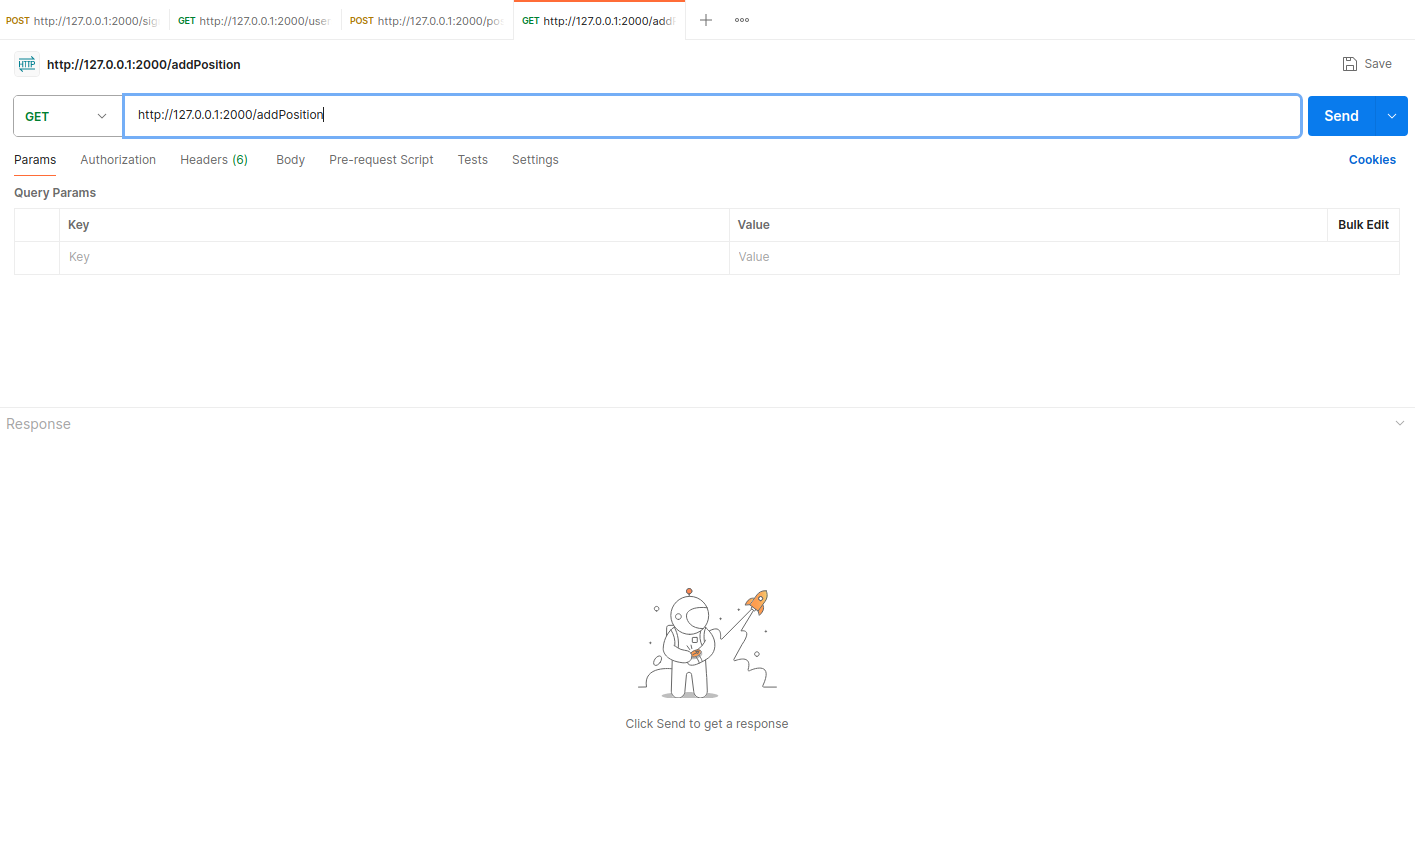 POST http://127.0.0.1:2000/sig GET http://127.0.0.1:2000/user POST http://127.0.0.1:2000/po GET http://127.0.0.1:2000/add
HTTP http://127.0.0.1:2000/addPosition Save
GET http://127.0.0.1:2000/addPosition Send
Params Authorization Headers (6) Body Pre-request Script Tests Settings Cookies
Query Params
Key Value Bulk Edit
Key Value
Response
Click Send to get a response